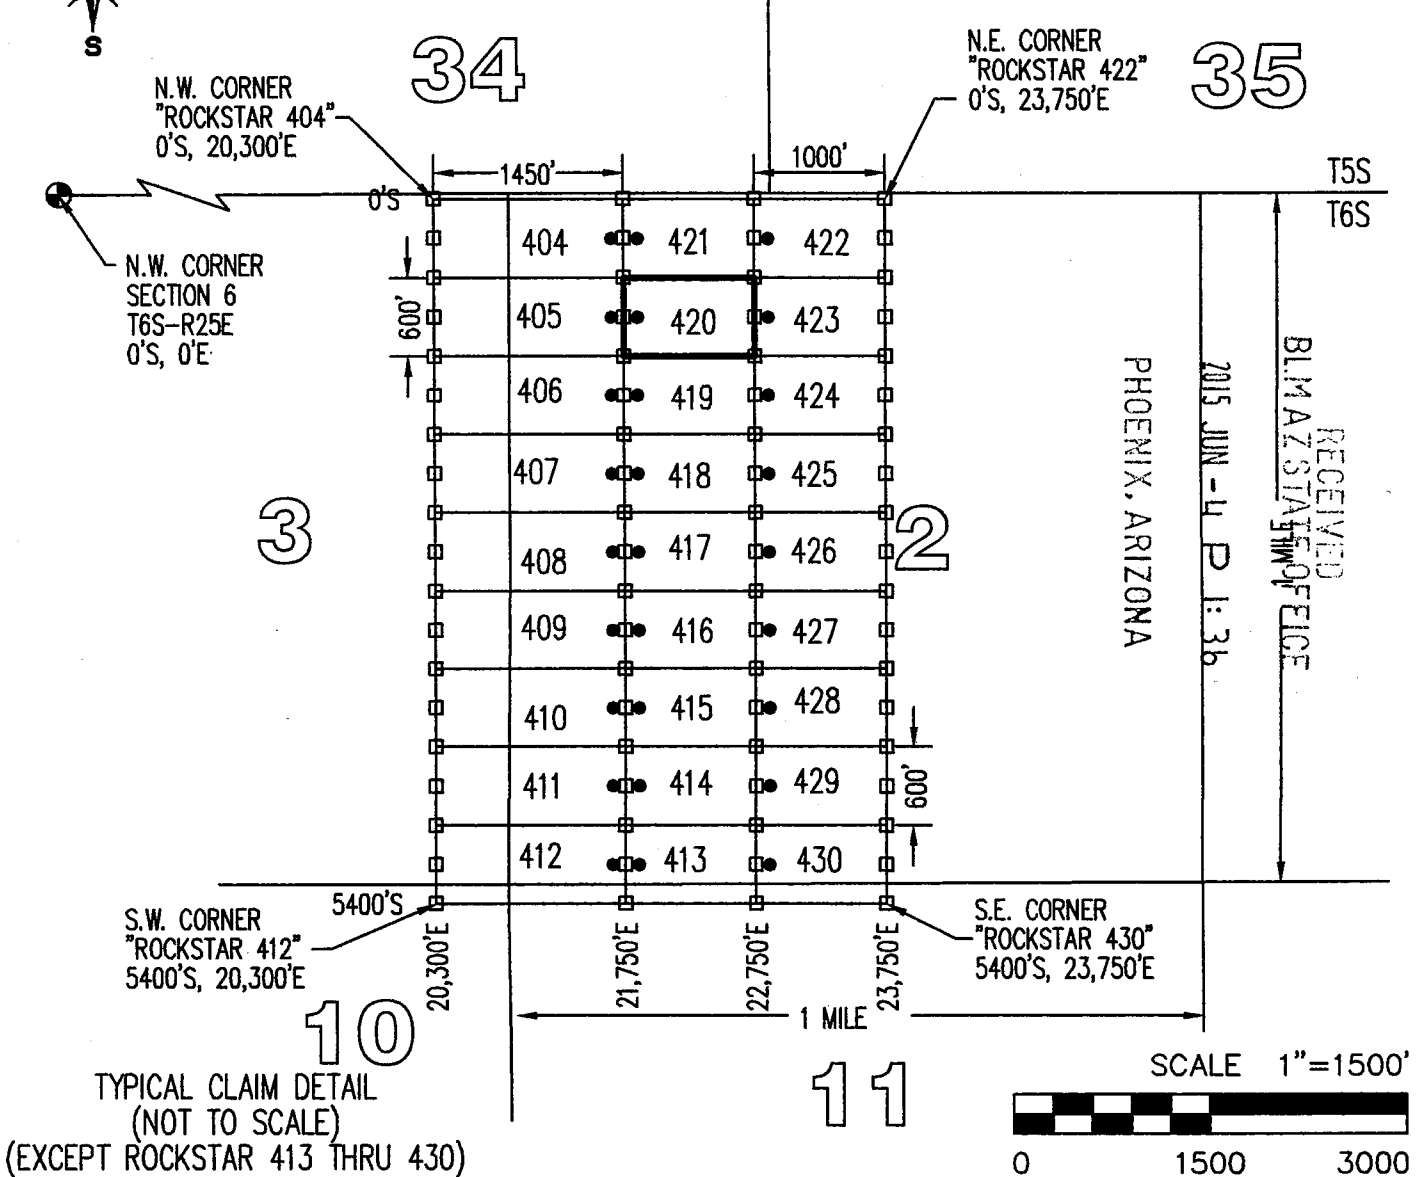 S
34
35
N.W. CORNER
"ROCKSTAR 404"
0'S, 20,300'E
N.E. CORNER
"ROCKSTAR 422"
0'S, 23,750'E
1450'
1000'
T5S
T6S
0'S
N.W. CORNER
SECTION 6
T6S-R25E
0'S, 0'E
600'
404 421 422
405 420 423
406 419 424
407 418 425
408 417 426
409 416 427
410 415 428
411 414 429
412 413 430
3
2
600'
PHOENIX, ARIZONA
2015 JUN -4 P 1: 36
BLM AZ STATE OFFICE
RECEIVED
1 MILE
5400'S
S.W. CORNER
"ROCKSTAR 412"
5400'S, 20,300'E
20,300'E
21,750'E
22,750'E
23,750'E
S.E. CORNER
"ROCKSTAR 430"
5400'S, 23,750'E
1 MILE
10
11
TYPICAL CLAIM DETAIL
(NOT TO SCALE)
(EXCEPT ROCKSTAR 413 THRU 430)
SCALE 1"=1500'
0 1500 3000